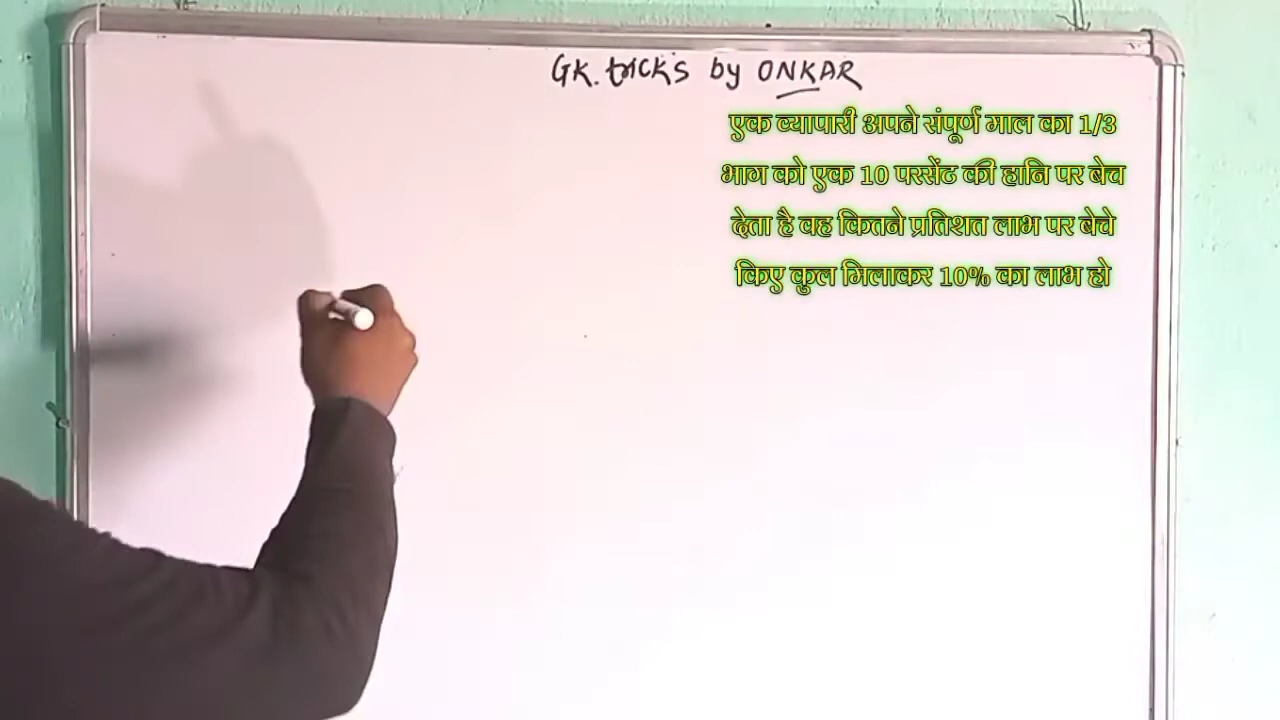 GK. tricks by ONKAR
एक व्यापारी अपने संपूर्ण माल का 1/3
भाग को एक 10 परसेंट की हानि पर बेच
देता है वह कितने प्रतिशत लाभ पर बेचे
किए कुल मिलाकर 10% का लाभ हो